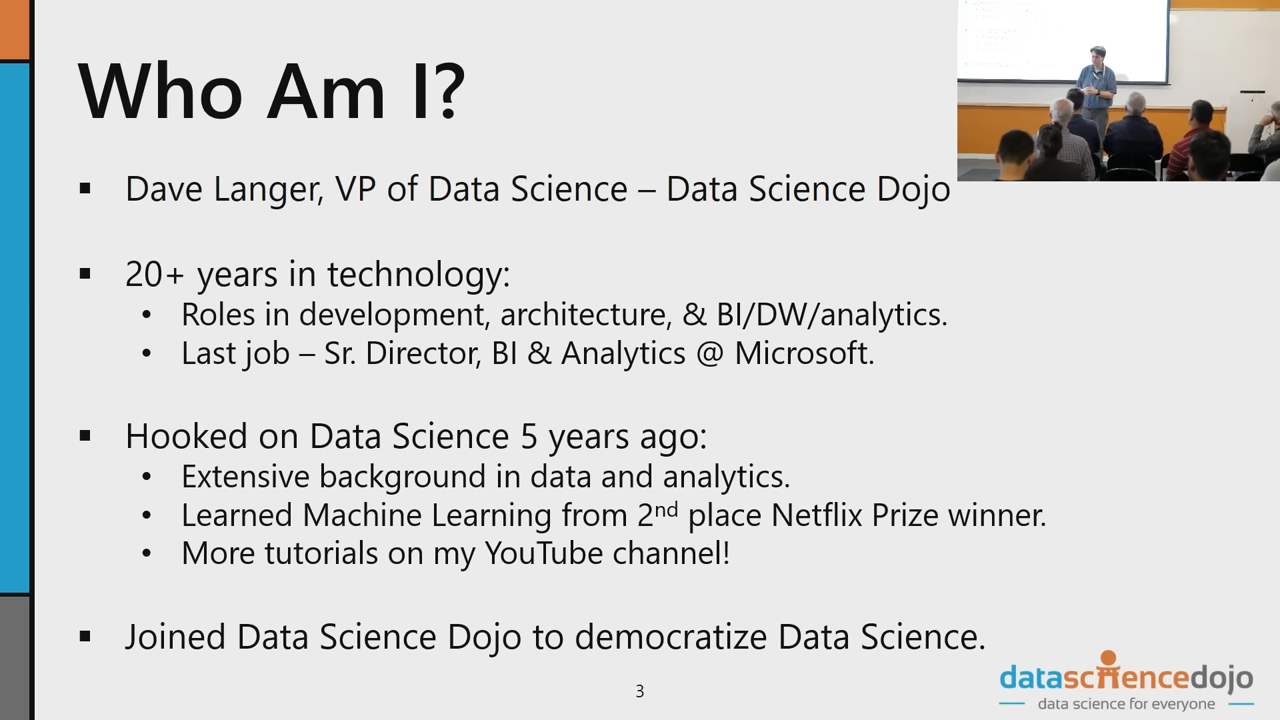 Who Am I?
▪ Dave Langer, VP of Data Science – Data Science Dojo
▪ 20+ years in technology:
• Roles in development, architecture, & BI/DW/analytics.
• Last job – Sr. Director, BI & Analytics @ Microsoft.
▪ Hooked on Data Science 5 years ago:
• Extensive background in data and analytics.
• Learned Machine Learning from 2nd place Netflix Prize winner.
• More tutorials on my YouTube channel!
▪ Joined Data Science Dojo to democratize Data Science.
3
datasciencedojo
data science for everyone